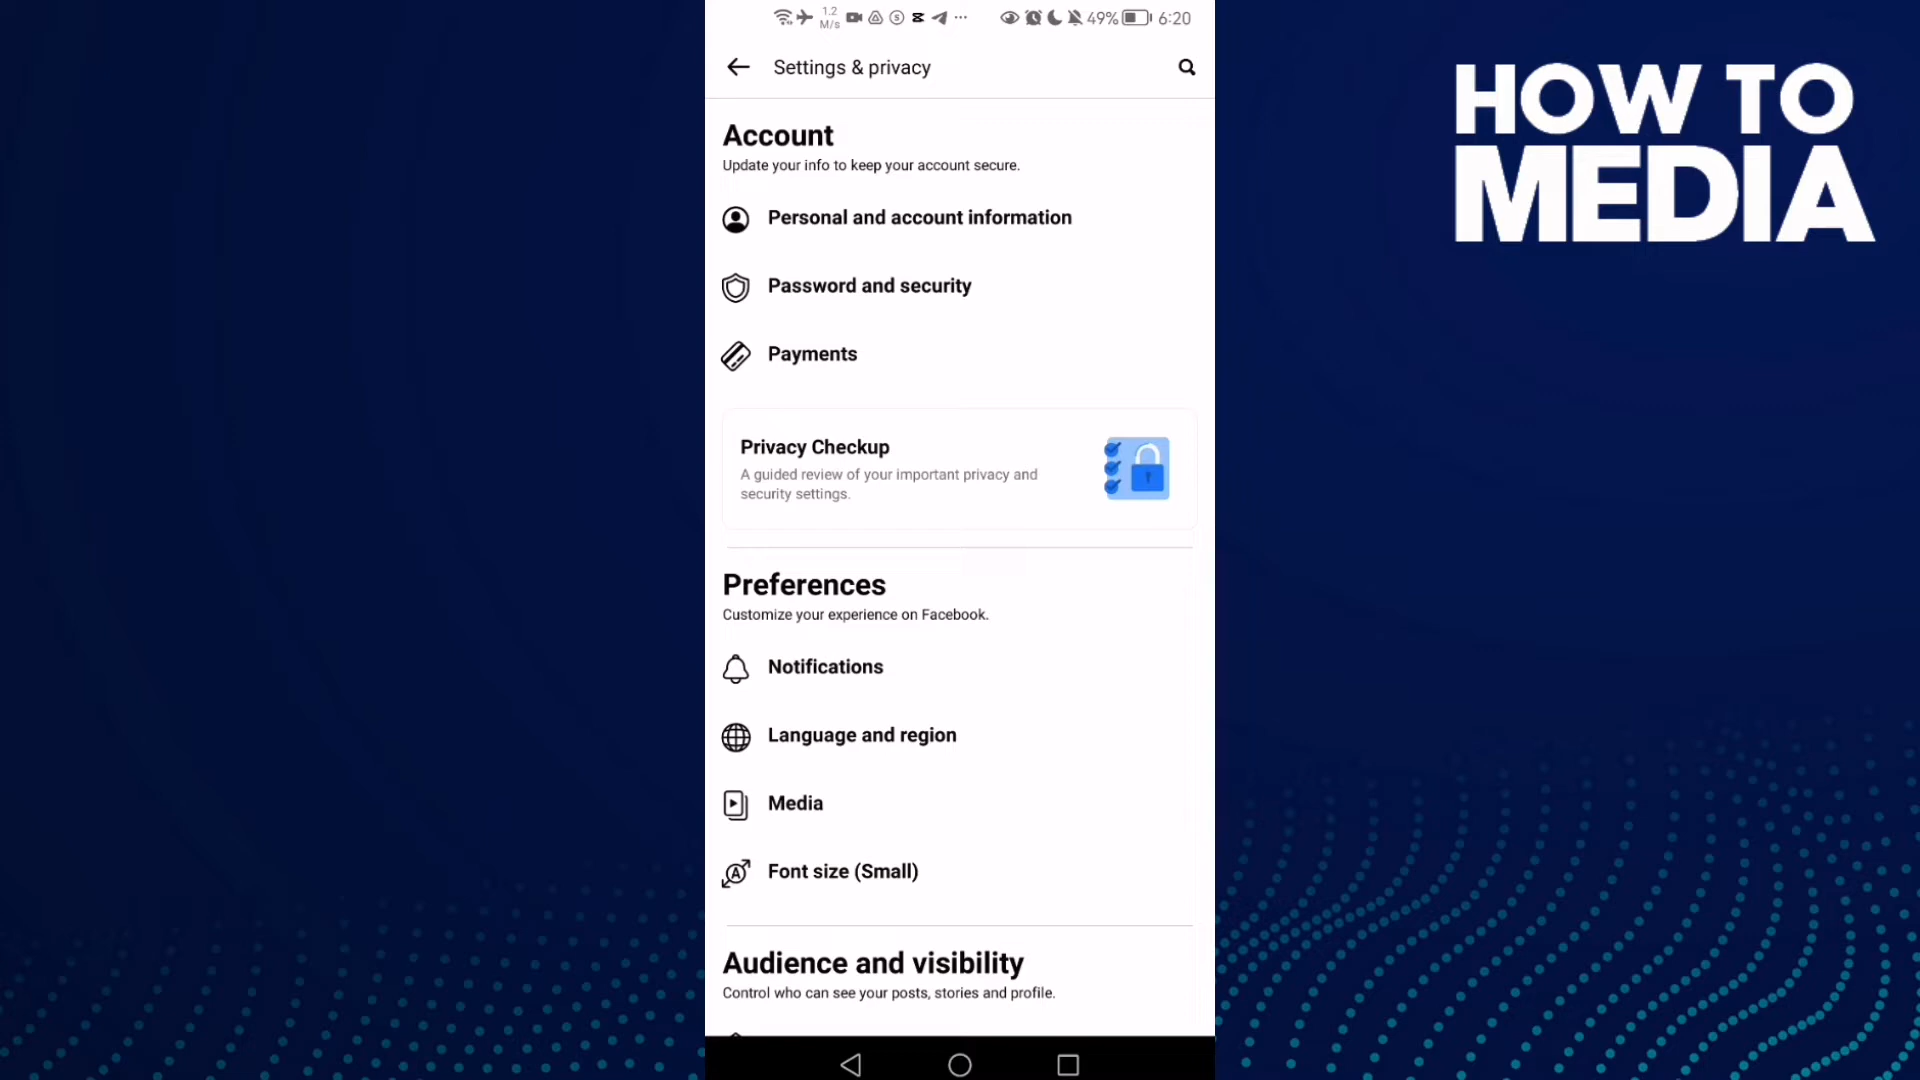 1.2
M/s
49%
6:20
Settings & privacy
HOW TO
MEDIA
Account
Update your info to keep your account secure.
Personal and account information
Password and security
Payments
Privacy Checkup
A guided review of your important privacy and
security settings.
Preferences
Customize your experience on Facebook.
Notifications
Language and region
Media
Font size (Small)
Audience and visibility
Control who can see your posts, stories and profile.